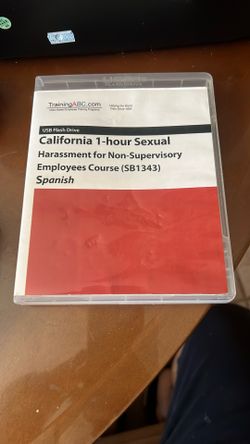 TrainingABC.com
USB Flash Drive
California 1-hour Sexual
Harassment for Non-Supervisory
Employees Course (SB1343)
Spanish